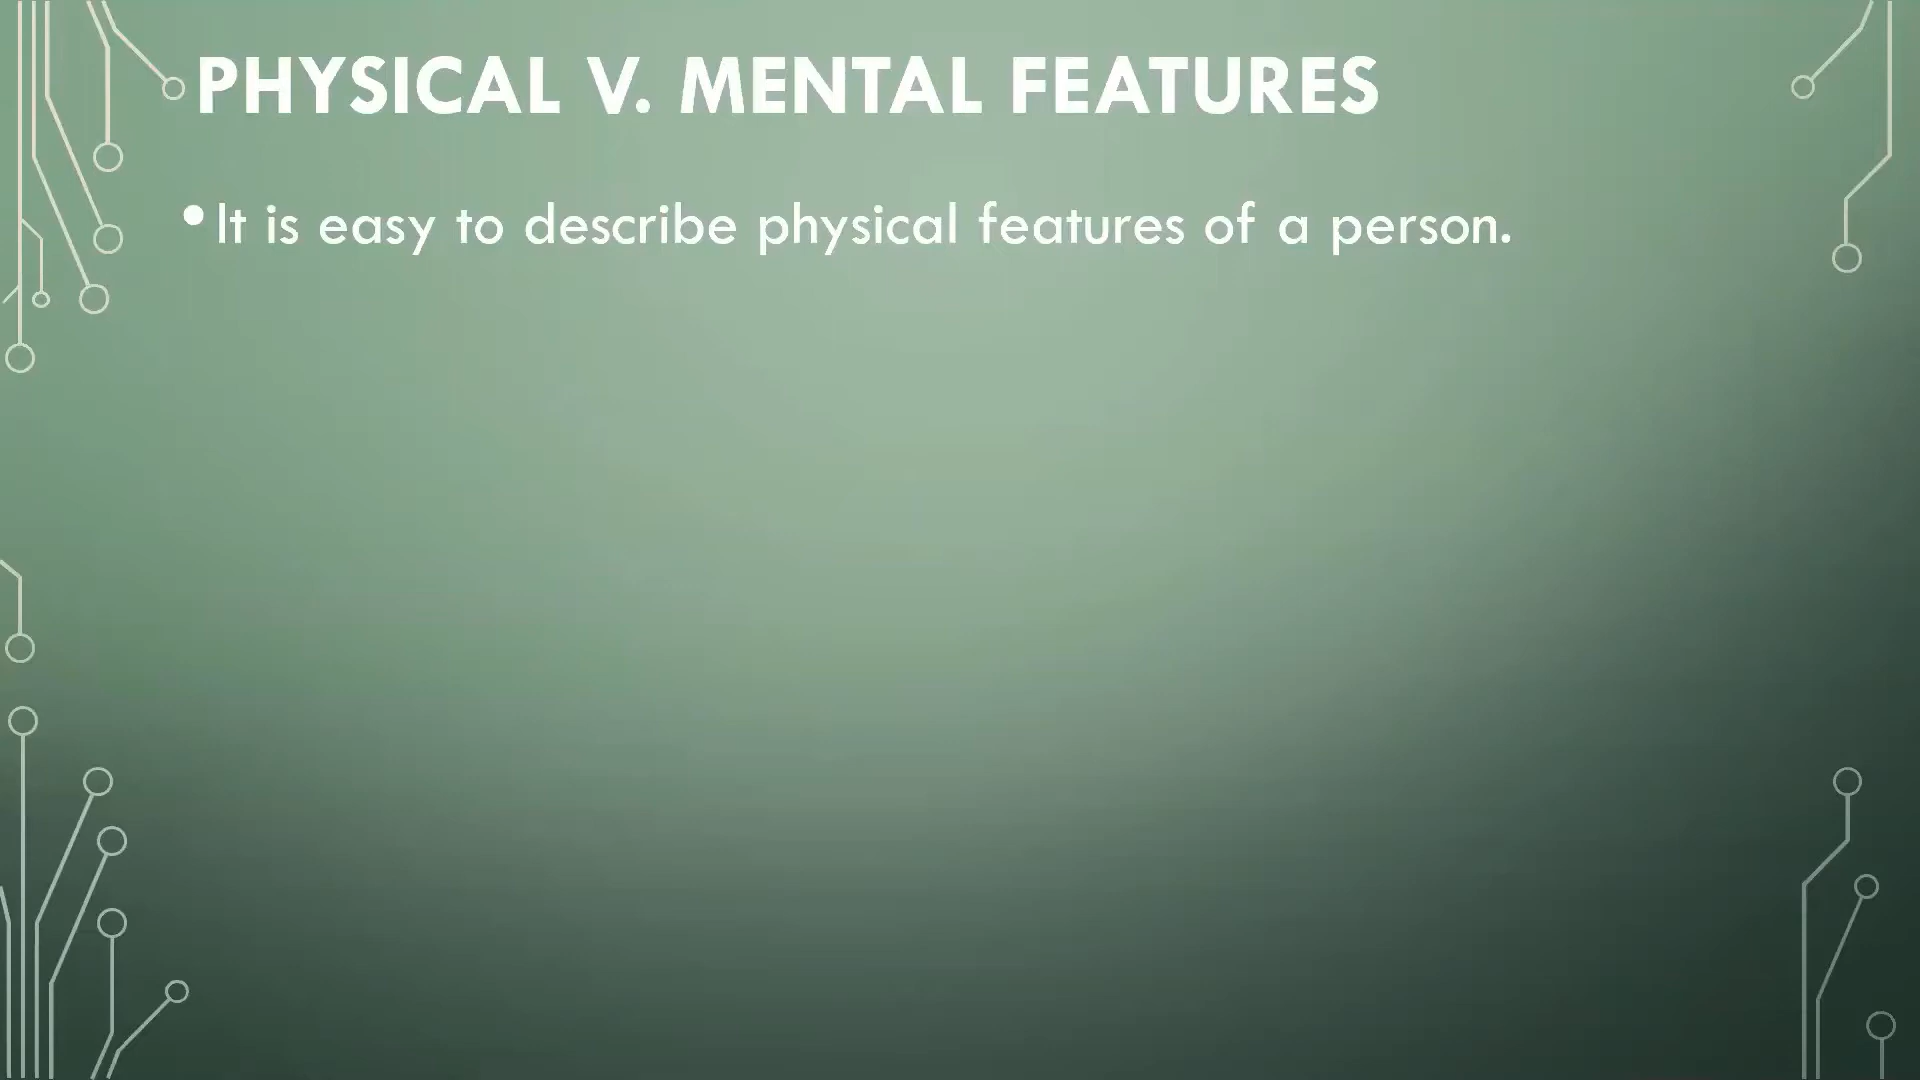 PHYSICAL V. MENTAL FEATURES
• It is easy to describe physical features of a person.